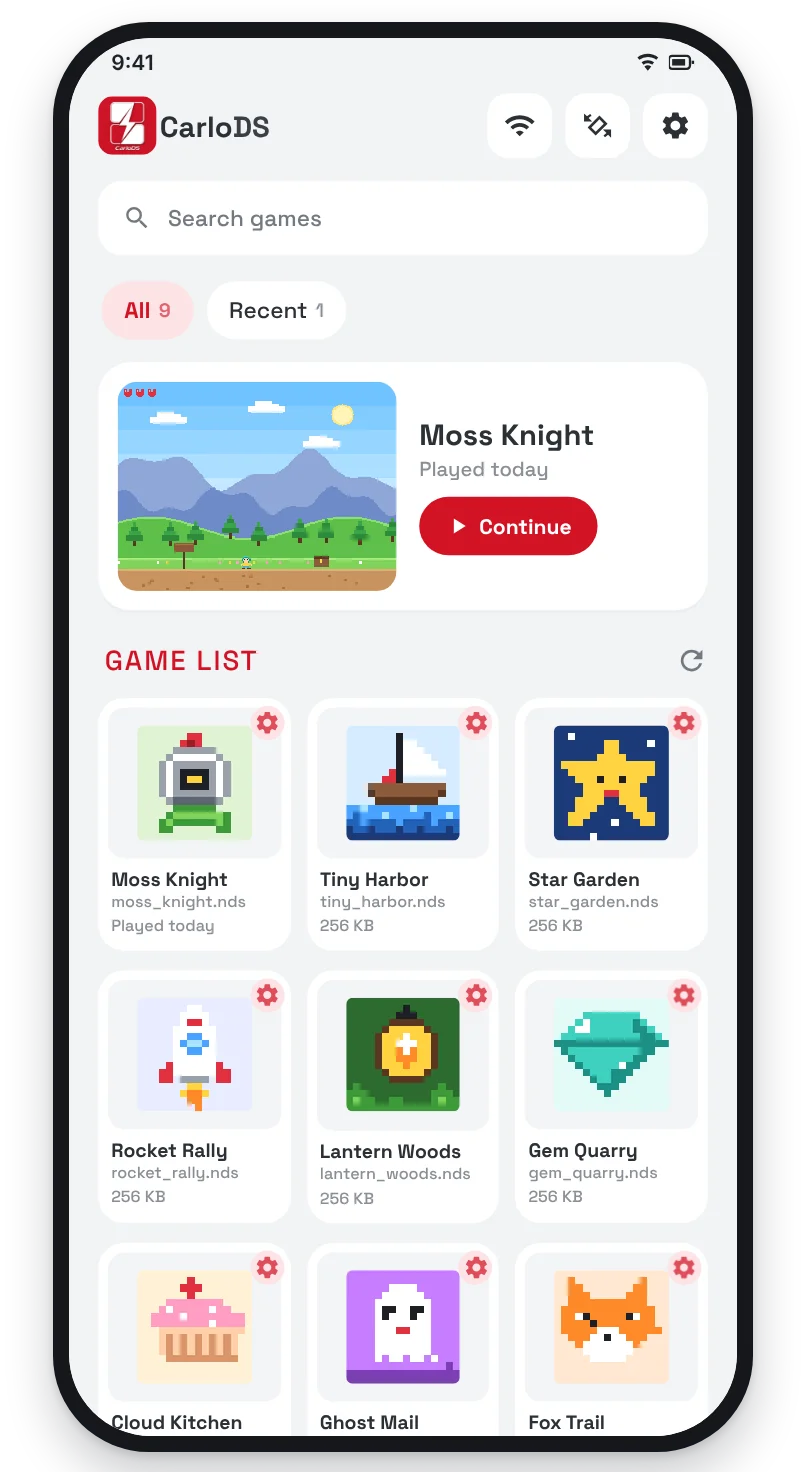 9:41
CarloDS
CarloDS
Search games
All 9
Recent 1
Moss Knight
Played today
Continue
GAME LIST
Moss Knight
moss_knight.nds
Played today
Tiny Harbor
tiny_harbor.nds
256 KB
Star Garden
star_garden.nds
256 KB
Rocket Rally
rocket_rally.nds
256 KB
Lantern Woods
lantern_woods.nds
256 KB
Gem Quarry
gem_quarry.nds
256 KB
Cloud Kitchen
Ghost Mail
Fox Trail